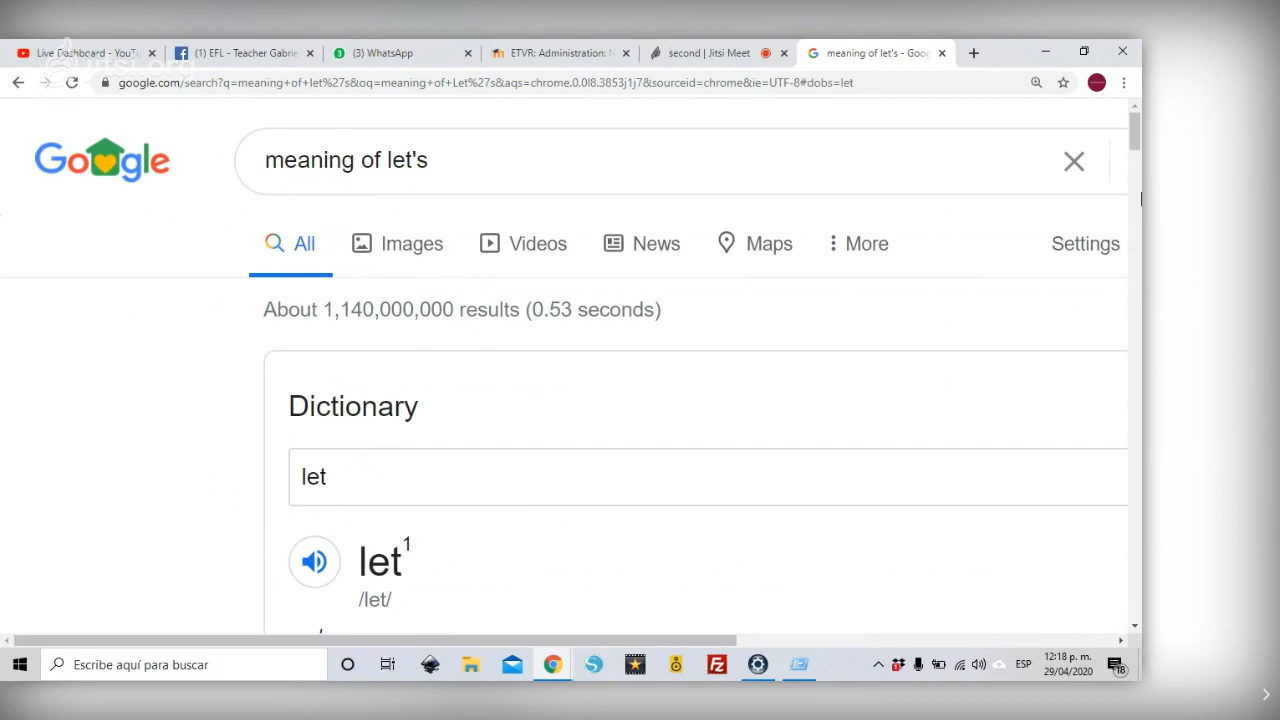 Live Dashboard - YouTu
(1) EFL - Teacher Gabrie
(3) WhatsApp
ETVR: Administration: N
second | Jitsi Meet
meaning of let's - Goog
jitsi.org
google.com/search?q=meaning+of+let%27s&oq=meaning+of+Let%27s&aqs=chrome.0.0l8.3853j1j7&sourceid=chrome&ie=UTF-8#dobs=let
Google
meaning of let's
All
Images
Videos
News
Maps
More
Settings
About 1,140,000,000 results (0.53 seconds)
Dictionary
let
let1
/let/
Escribe aquí para buscar
ESP
12:18 p. m.
29/04/2020
18